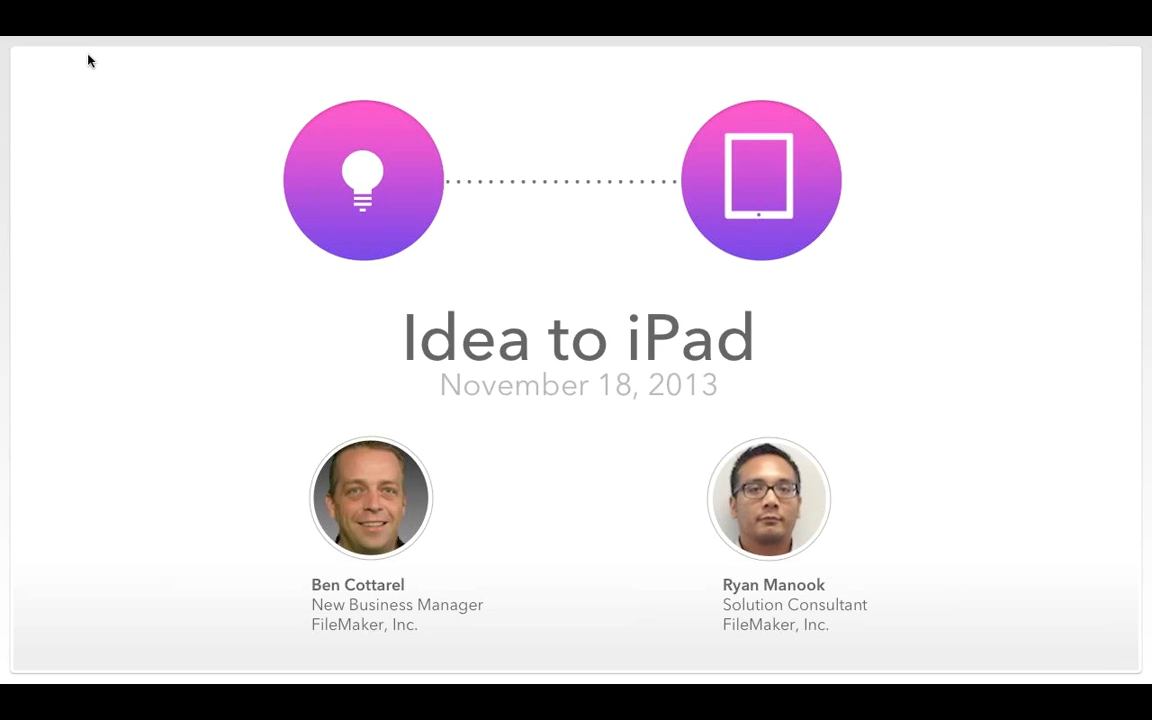 Idea to iPad
November 18, 2013
Ben Cottarel
New Business Manager
FileMaker, Inc.
Ryan Manook
Solution Consultant
FileMaker, Inc.